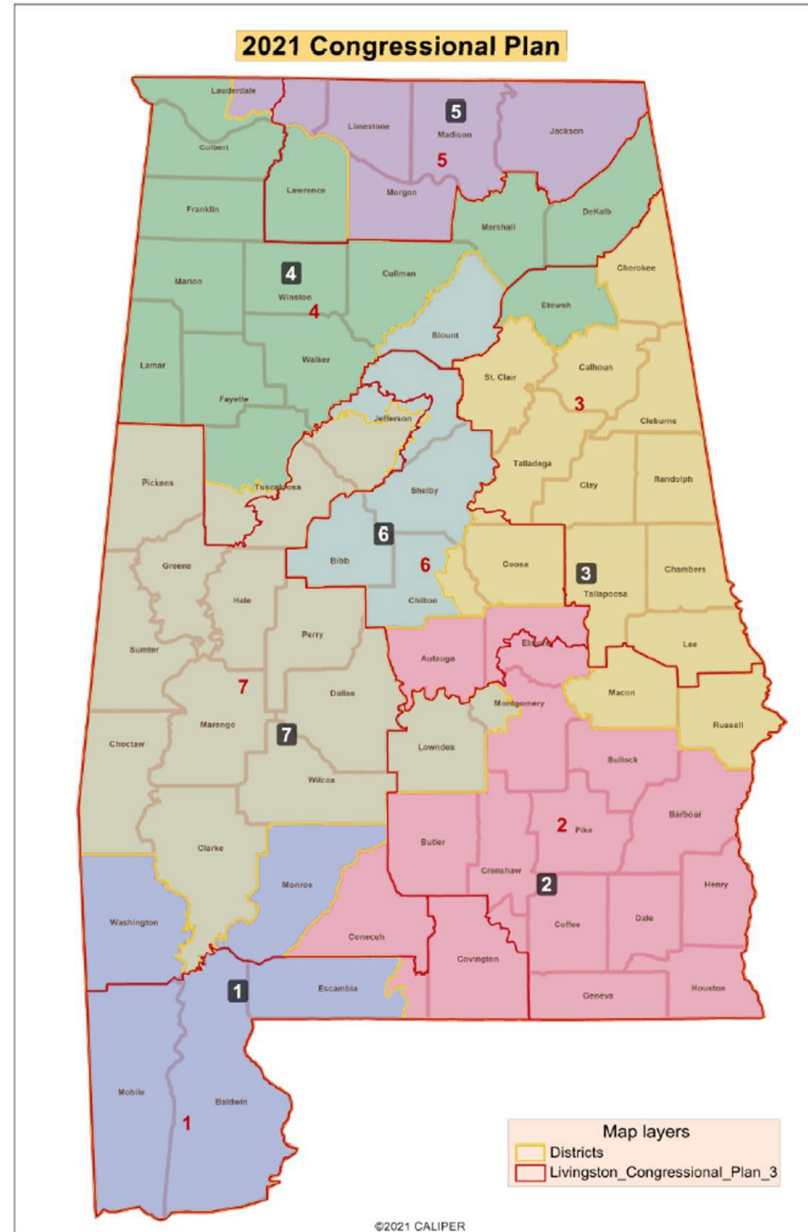 2021 Congressional Plan
Lauderdale
Limestone
5
Madison
Jackson
Colbert
5
Lawrence
Morgan
Franklin
Marshall
DeKalb
Marion
4
Winston
Cullman
Cherokee
4
Etowah
Blount
Lamar
Walker
Fayette
St. Clair
Calhoun
3
Jefferson
Cleburne
Pickens
Tuscaloosa
Talladega
Clay
Randolph
Shelby
6
Greene
Bibb
6
Coosa
3
Chambers
Hale
Chilton
Tallapoosa
Perry
Sumter
Autauga
Elmore
Lee
7
Dallas
Macon
Marengo
Montgomery
Russell
Choctaw
7
Lowndes
Wilcox
Bullock
Clarke
Butler
2
Pike
Barbour
Crenshaw
Monroe
2
Henry
Washington
Coffee
Dale
Conecuh
Covington
1
Escambia
Geneva
Houston
Mobile
Baldwin
1
Map layers
Districts
Livingston_Congressional_Plan_3
©2021 CALIPER